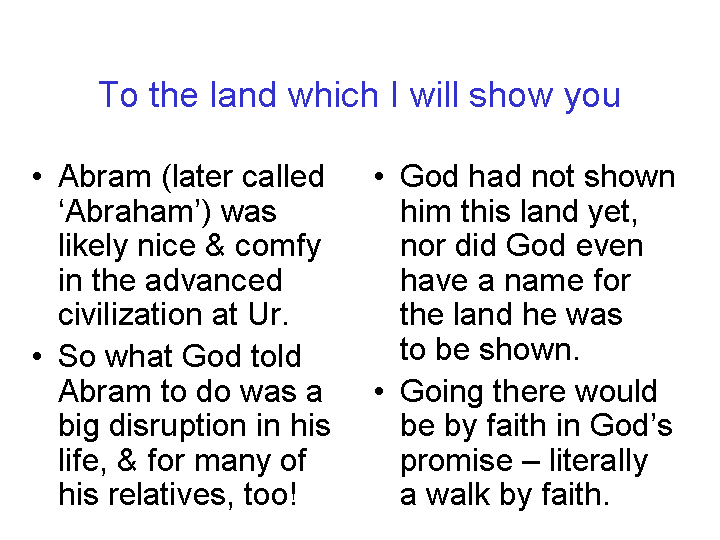 To the land which I will show you
• Abram (later called
‘Abraham’) was
likely nice & comfy
in the advanced
civilization at Ur.
• So what God told
Abram to do was a
big disruption in his
life, & for many of
his relatives, too!
• God had not shown
him this land yet,
nor did God even
have a name for
the land he was
to be shown.
• Going there would
be by faith in God’s
promise – literally
a walk by faith.